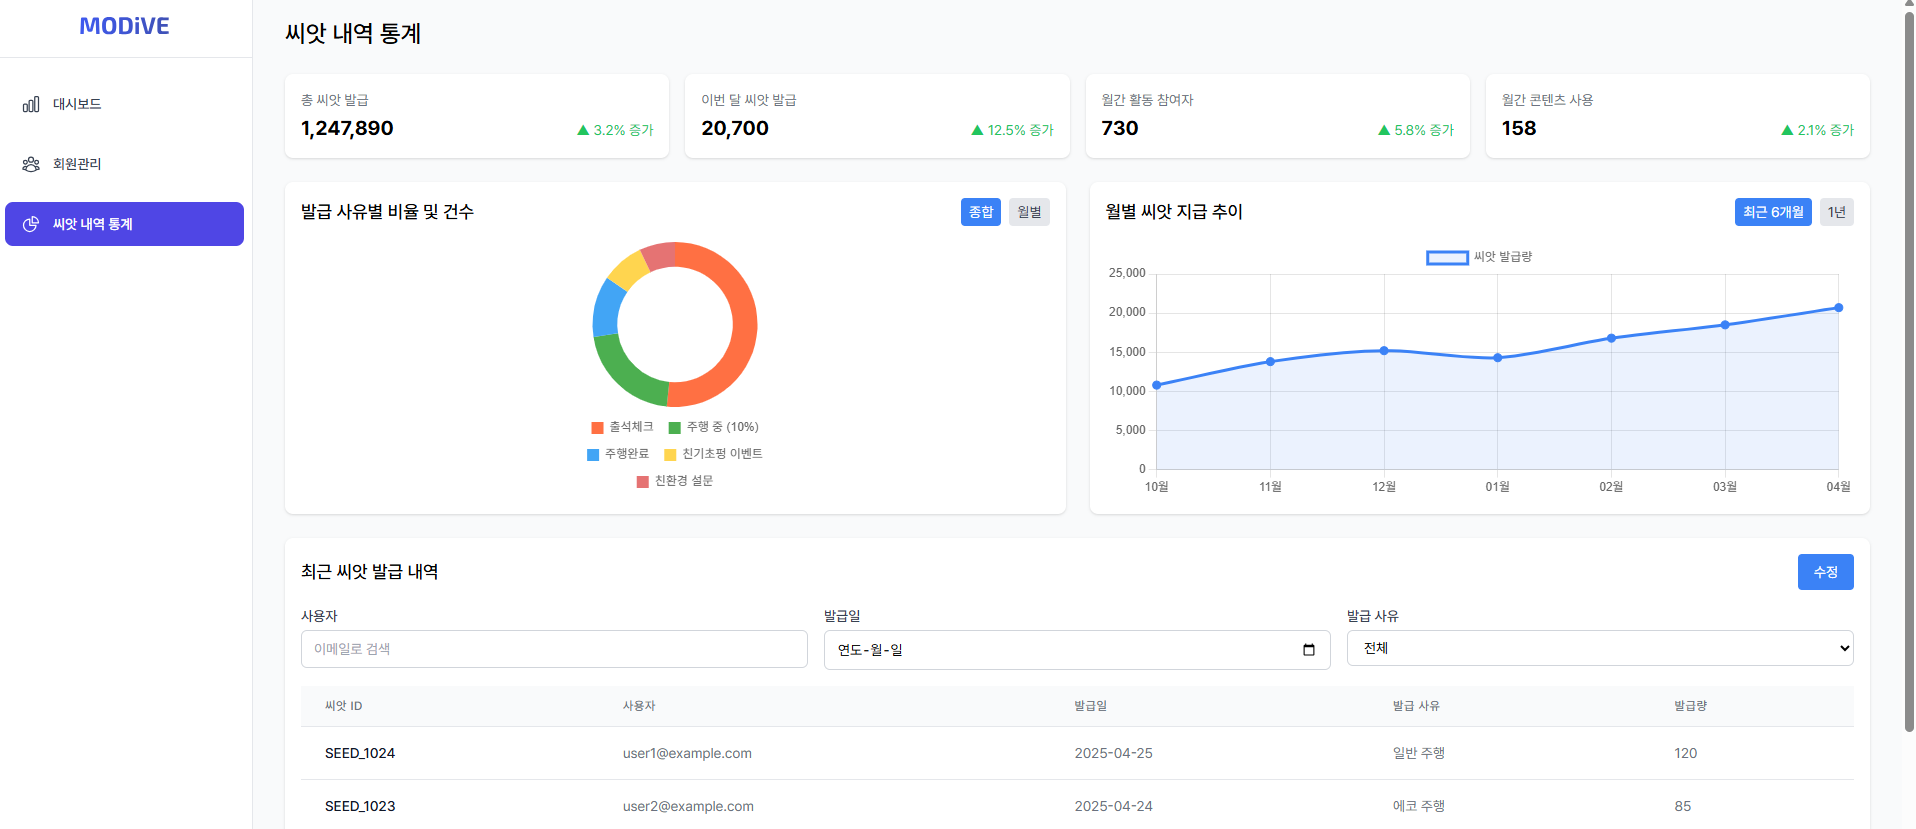 MODiVE
대시보드
회원관리
씨앗 내역 통계
씨앗 내역 통계
총 씨앗 발급
1,247,890
▲ 3.2% 증가
이번 달 씨앗 발급
20,700
▲ 12.5% 증가
월간 활동 참여자
730
▲ 5.8% 증가
월간 콘텐츠 사용
158
▲ 2.1% 증가
발급 사유별 비율 및 건수
종합
월별
출석체크
주행 중 (10%)
주행완료
친기초평 이벤트
친환경 설문
월별 씨앗 지급 추이
최근 6개월
1년
씨앗 발급량
25,000
20,000
15,000
10,000
5,000
0
10월
11월
12월
01월
02월
03월
04월
최근 씨앗 발급 내역
수정
사용자
이메일로 검색
발급일
연도-월-일
발급 사유
전체
씨앗 ID
사용자
발급일
발급 사유
발급량
SEED_1024
user1@example.com
2025-04-25
일반 주행
120
SEED_1023
user2@example.com
2025-04-24
에코 주행
85